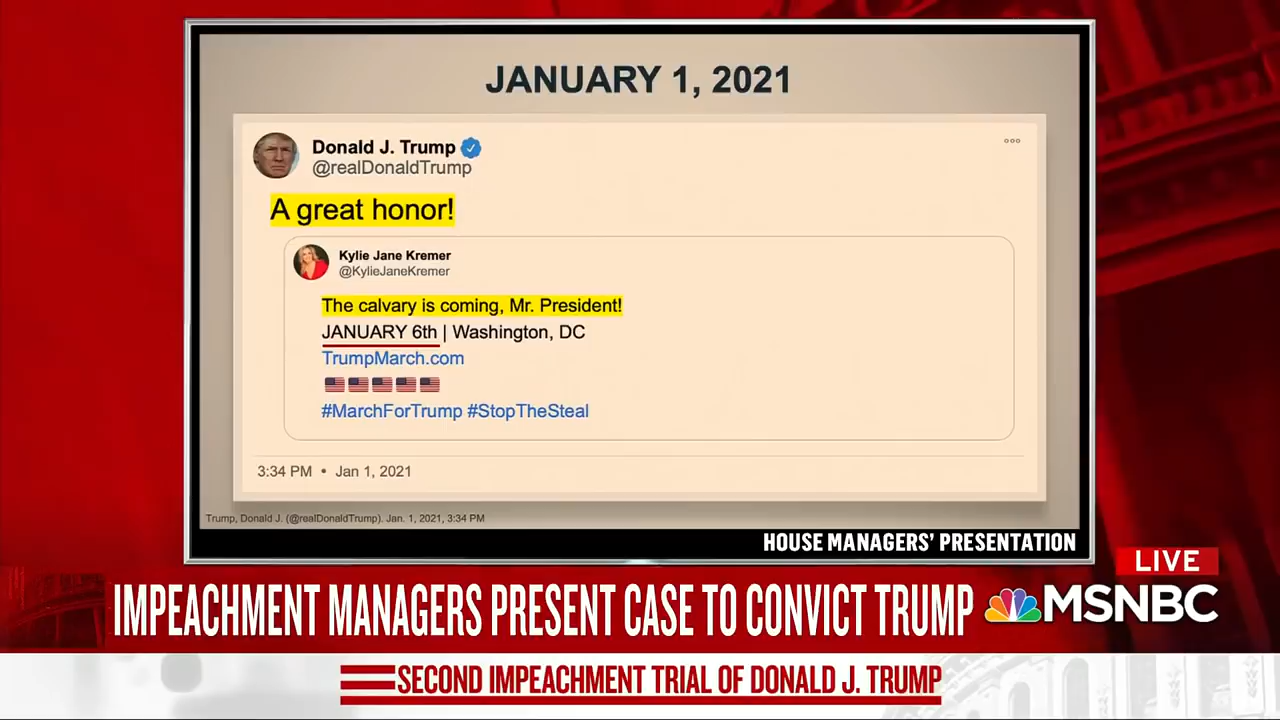 JANUARY 1, 2021
Donald J. Trump
@realDonaldTrump
A great honor!
Kylie Jane Kremer
@KylieJaneKremer
The calvary is coming, Mr. President!
JANUARY 6th | Washington, DC
TrumpMarch.com
🇺🇸🇺🇸🇺🇸🇺🇸🇺🇸
#MarchForTrump #StopTheSteal
3:34 PM • Jan 1, 2021
Trump, Donald J. (@realDonaldTrump). Jan. 1, 2021, 3:34 PM
HOUSE MANAGERS' PRESENTATION
LIVE
IMPEACHMENT MANAGERS PRESENT CASE TO CONVICT TRUMP
MSNBC
SECOND IMPEACHMENT TRIAL OF DONALD J. TRUMP